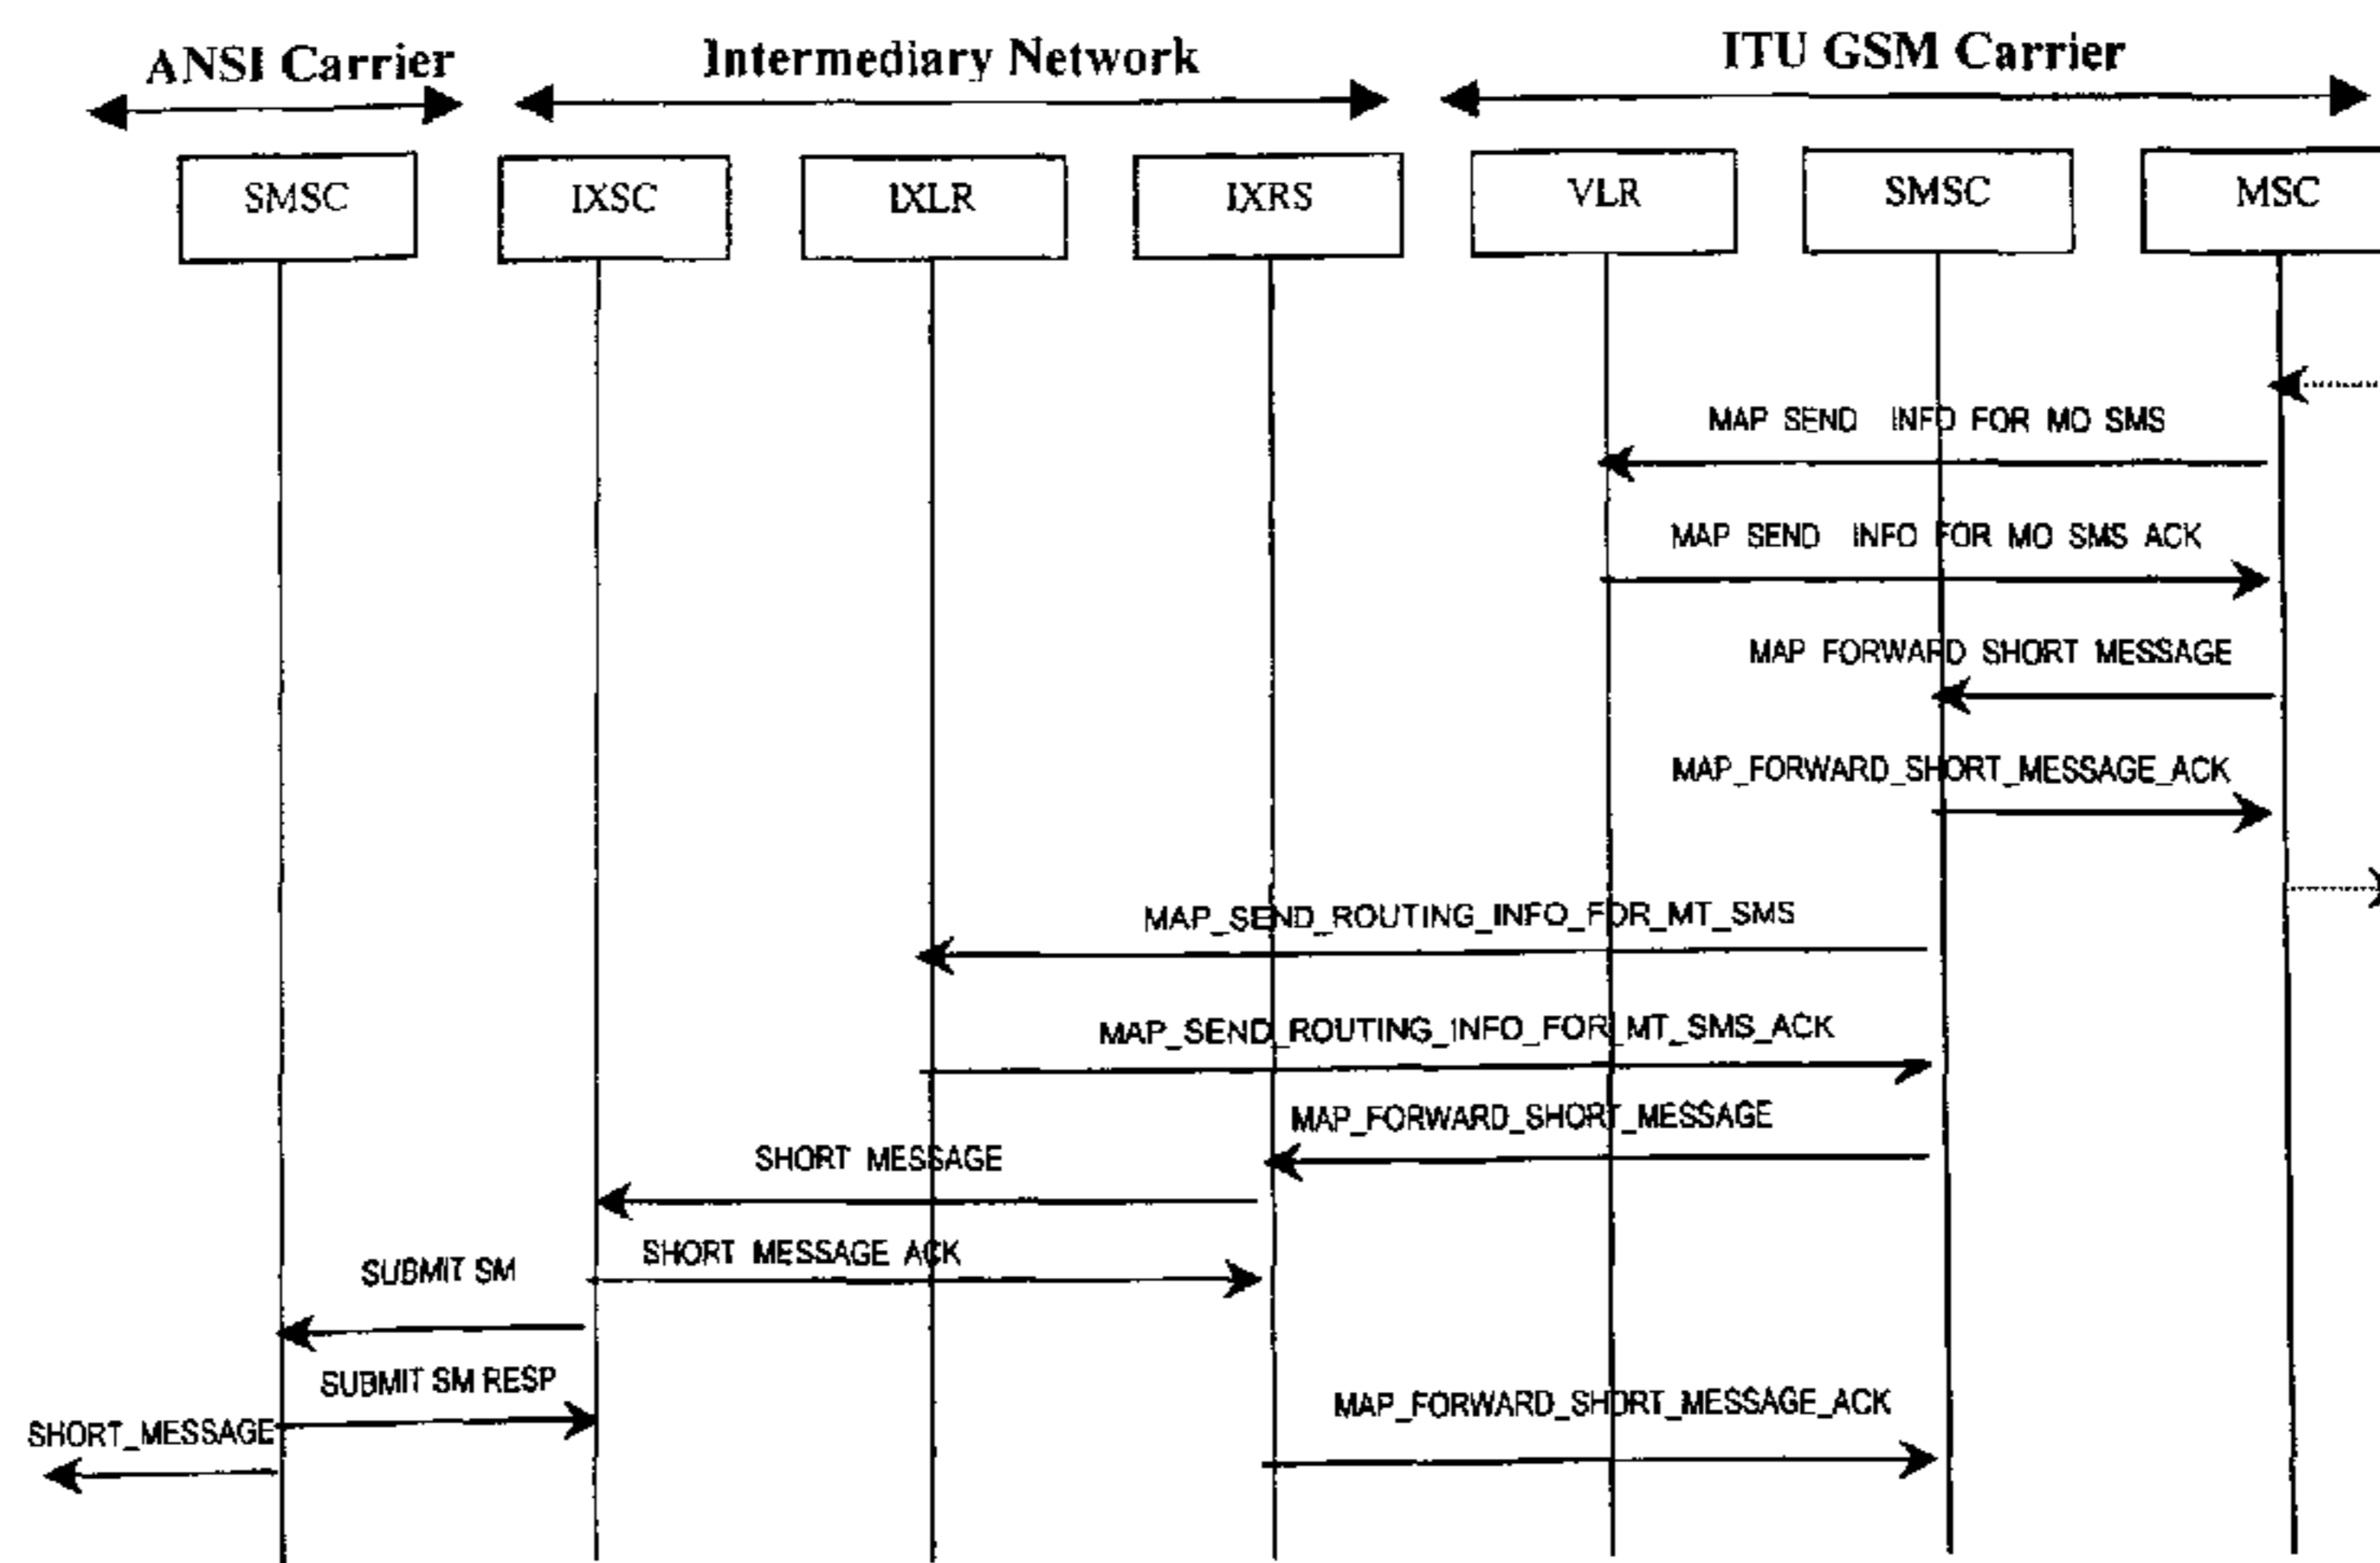 ANSI Carrier
Intermediary Network
ITU GSM Carrier
SMSC
IXSC
IXLR
IXRS
VLR
SMSC
MSC
MAP SEND INFO FOR MO SMS
MAP SEND INFO FOR MO SMS ACK
MAP FORWARD SHORT MESSAGE
MAP_FORWARD_SHORT_MESSAGE_ACK
MAP_SEND_ROUTING_INFO_FOR_MT_SMS
MAP_SEND_ROUTING_INFO_FOR_MT_SMS_ACK
MAP_FORWARD_SHORT_MESSAGE
SHORT MESSAGE
SHORT MESSAGE ACK
SUBMIT SM
SUBMIT SM RESP
MAP_FORWARD_SHORT_MESSAGE_ACK
SHORT_MESSAGE